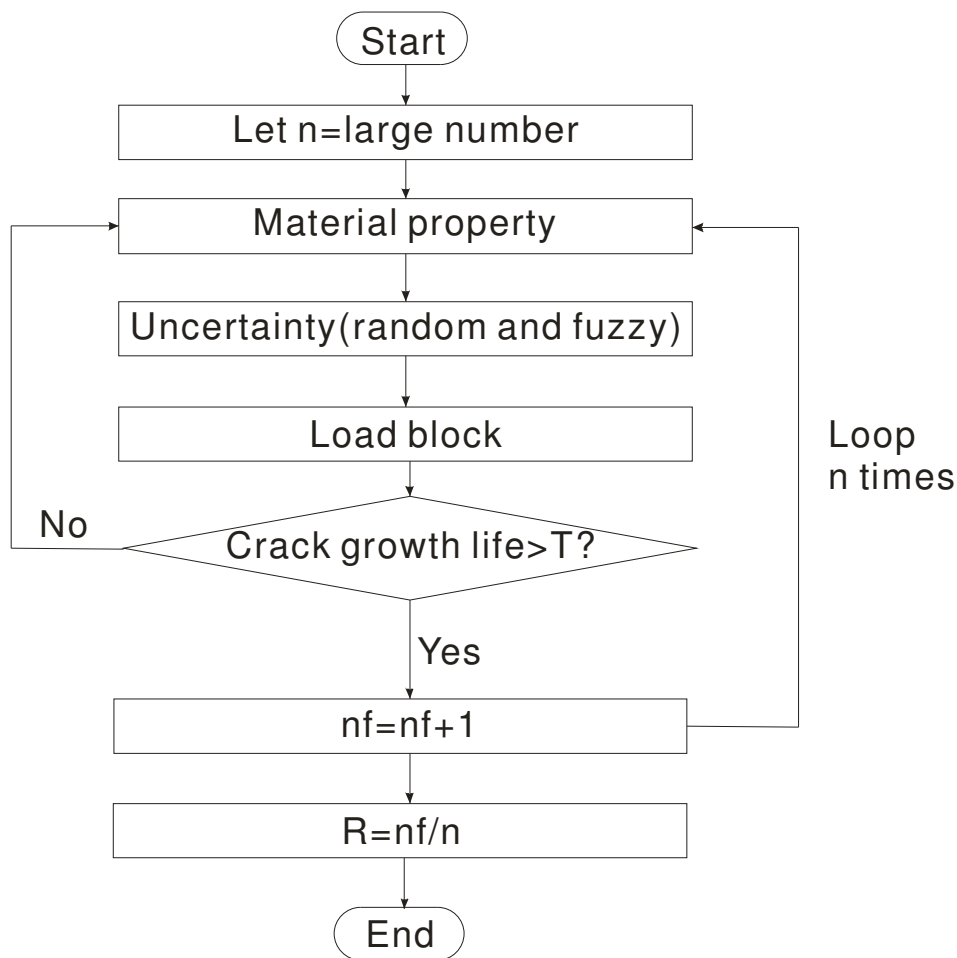 Start
Let n=large number
Material property
Uncertainty(random and fuzzy)
Load block
Loop
n times
No
Crack growth life>T?
Yes
nf=nf+1
R=nf/n
End